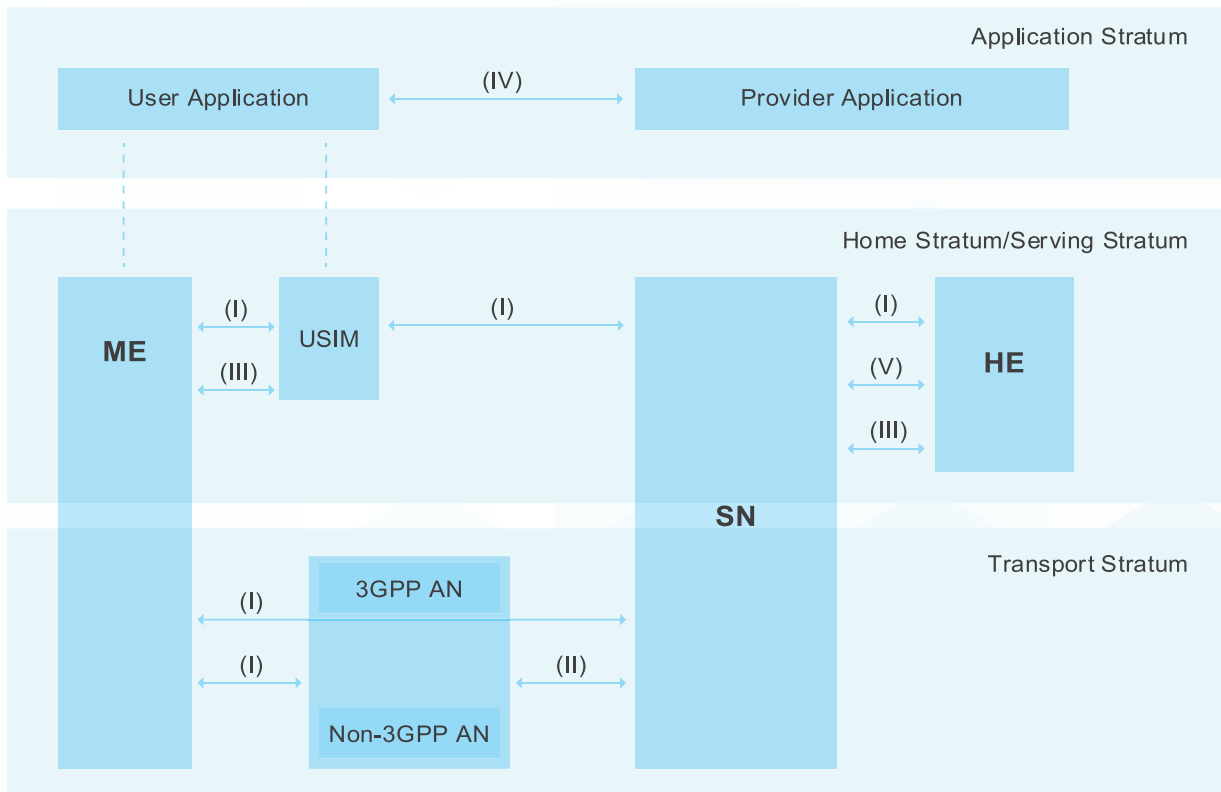 Application Stratum
User Application
(IV)
Provider Application
Home Stratum/Serving Stratum
ME
(I)
(III)
USIM
(I)
SN
(I)
(V)
(III)
HE
Transport Stratum
3GPP AN
(I)
(I)
(II)
Non-3GPP AN